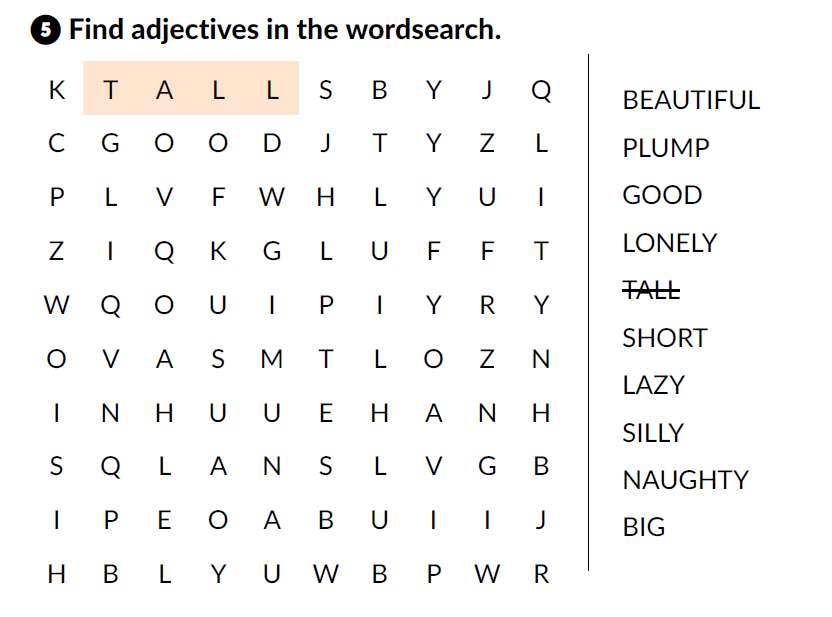 5 Find adjectives in the wordsearch.
K T A L L S B Y J Q
C G O O D J T Y Z L
P L V F W H L Y U I
Z I Q K G L U F F T
W Q O U I P I Y R Y
O V A S M T L O Z N
I N H U U E H A N H
S Q L A N S L V G B
I P E O A B U I I J
H B L Y U W B P W R
BEAUTIFUL
PLUMP
GOOD
LONELY
TALL
SHORT
LAZY
SILLY
NAUGHTY
BIG